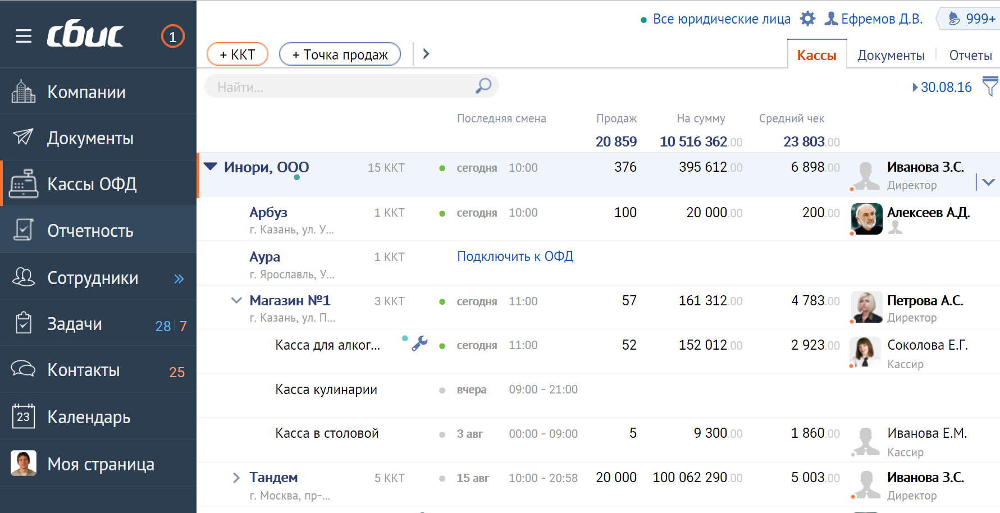 сбис
1
Компании
Документы
Кассы ОФД
Отчетность
Сотрудники
Задачи 28 7
Контакты 25
23 Календарь
Моя страница
Все юридические лица Ефремов Д.В. 999+
+ ККТ + Точка продаж Кассы Документы Отчеты
Найти... 30.08.16
Последняя смена Продаж На сумму Средний чек
20 859 10 516 362.00 23 803.00
Инори, ООО 15 ККТ сегодня 10:00 376 395 612.00 6 898.00 Иванова З.С.
Директор
Арбуз 1 ККТ сегодня 10:00 100 20 000.00 200.00 Алексеев А.Д.
г. Казань, ул. У...
Аура 1 ККТ Подключить к ОФД
г. Ярославль, У...
Магазин №1 3 ККТ сегодня 11:00 57 161 312.00 4 783.00 Петрова А.С.
г. Казань, ул. П... Директор
Касса для алког... сегодня 11:00 52 152 012.00 2 923.00 Соколова Е.Г.
Кассир
Касса кулинарии вчера 09:00 - 21:00
Касса в столовой 3 авг 00:00 - 09:00 5 9 300.00 1 860.00 Иванова Е.М.
Кассир
Тандем 5 ККТ 15 авг 10:00 - 20:58 20 000 100 062 290.00 5 003.00 Иванова З.С.
г. Москва, пр-... Директор